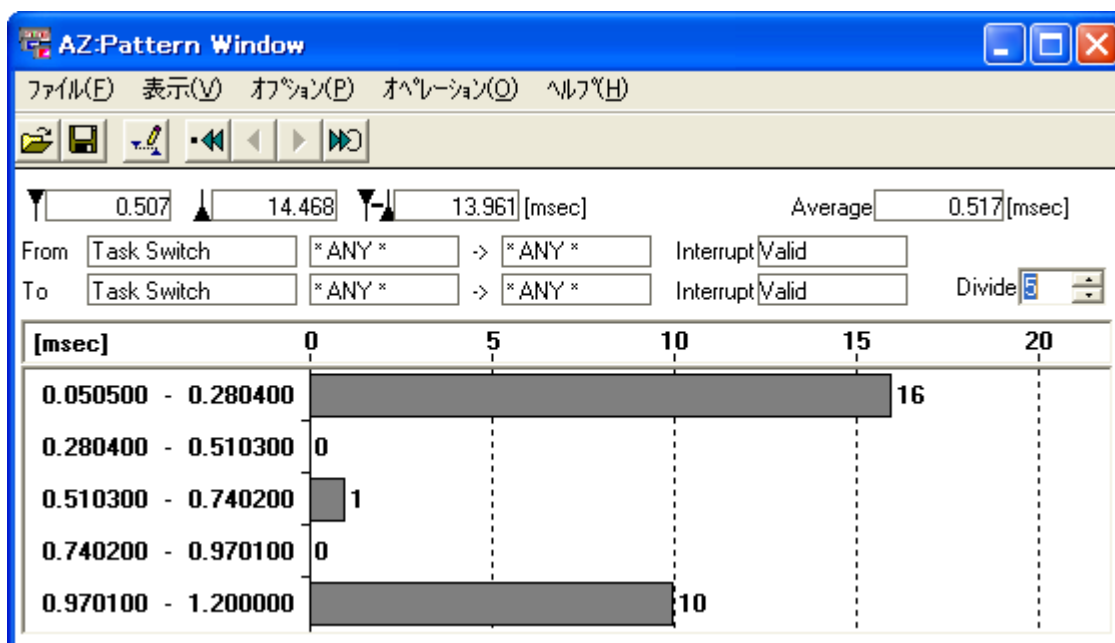 AZ:Pattern Window
ファイル(F) 表示(V) オプション(P) オペレーション(O) ヘルプ(H)
0.507 14.468 13.961 [msec] Average 0.517 [msec]
From Task Switch * ANY * -> * ANY * Interrupt Valid
To Task Switch * ANY * -> * ANY * Interrupt Valid Divide 5
[msec] 0 5 10 15 20
0.050500 - 0.280400 16
0.280400 - 0.510300 0
0.510300 - 0.740200 1
0.740200 - 0.970100 0
0.970100 - 1.200000 10